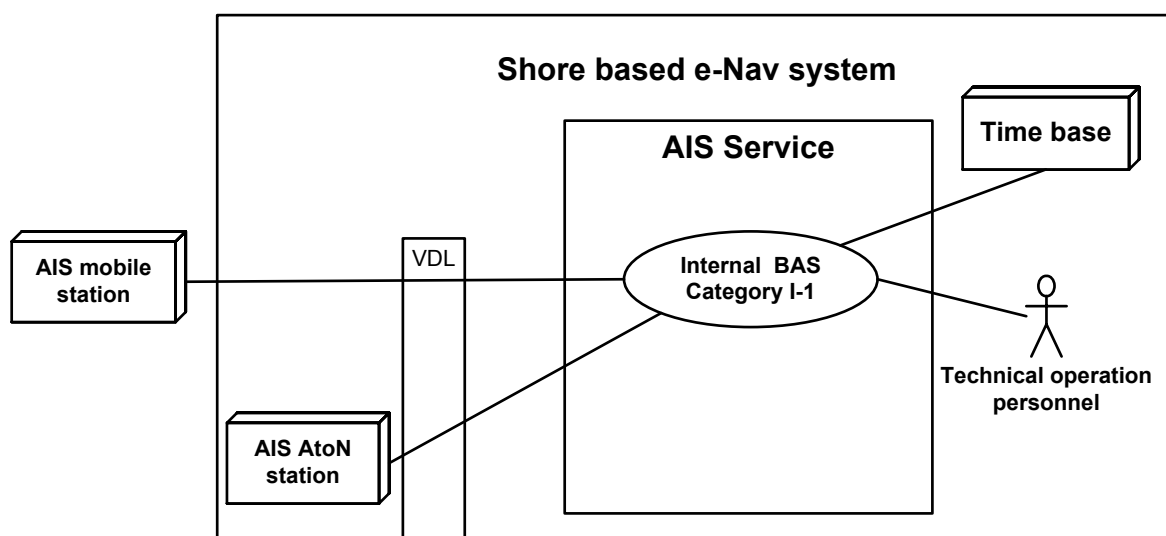 Shore based e-Nav system
AIS Service
Time base
AIS mobile
station
VDL
Internal BAS
Category I-1
Technical operation
personnel
AIS AtoN
station